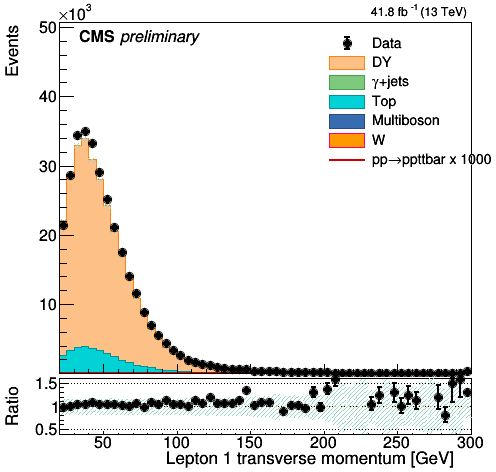 ×10³
41.8 fb⁻¹ (13 TeV)
CMS preliminary
Events
50
40
30
20
10
Data
DY
γ+jets
Top
Multiboson
W
pp→ppttbar x 1000
Ratio
1.5
1
0.5
50 100 150 200 250 300
Lepton 1 transverse momentum [GeV]